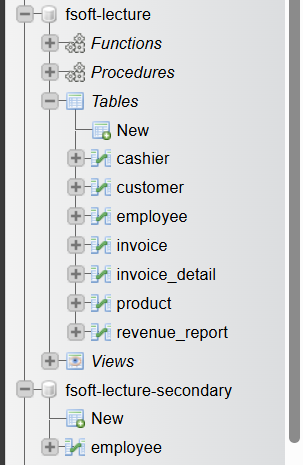 fsoft-lecture
Functions
Procedures
Tables
New
cashier
customer
employee
invoice
invoice_detail
product
revenue_report
Views
fsoft-lecture-secondary
New
employee